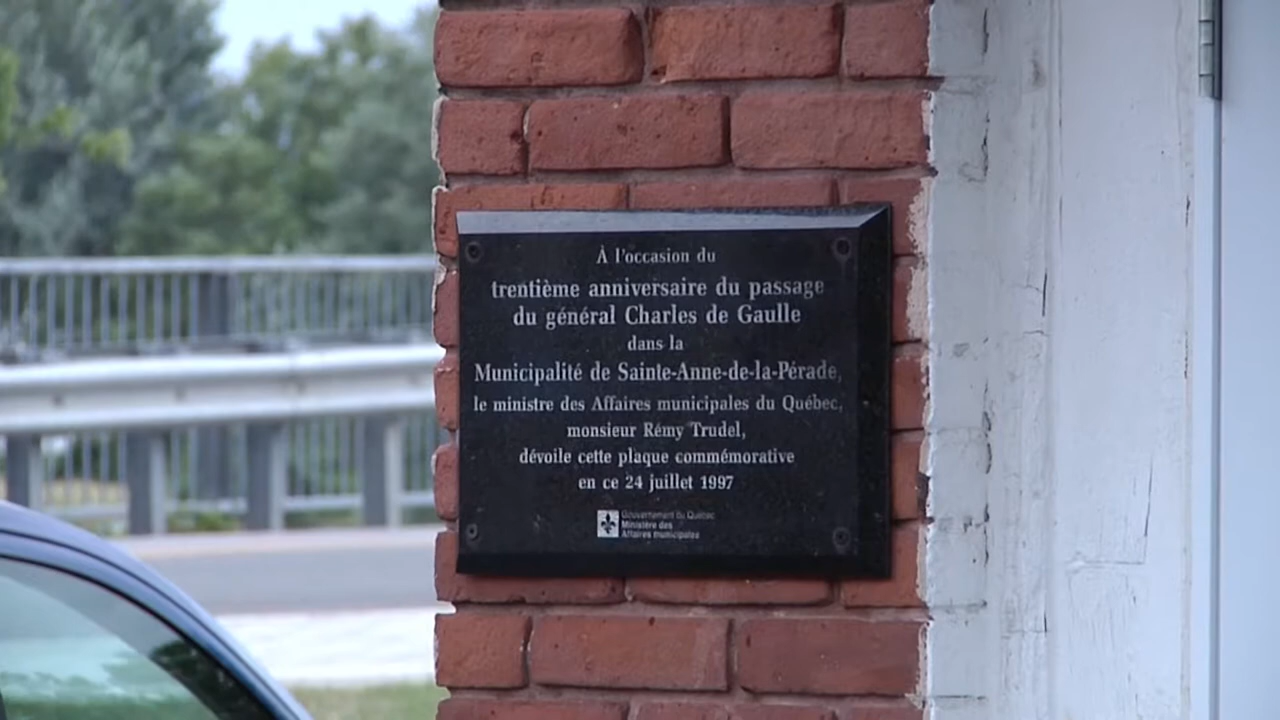 À l'occasion du
trentième anniversaire du passage
du général Charles de Gaulle
dans la
Municipalité de Sainte-Anne-de-la-Pérade,
le ministre des Affaires municipales du Québec,
monsieur Rémy Trudel,
dévoile cette plaque commémorative
en ce 24 juillet 1997
Gouvernement du Québec
Ministère des
Affaires municipales